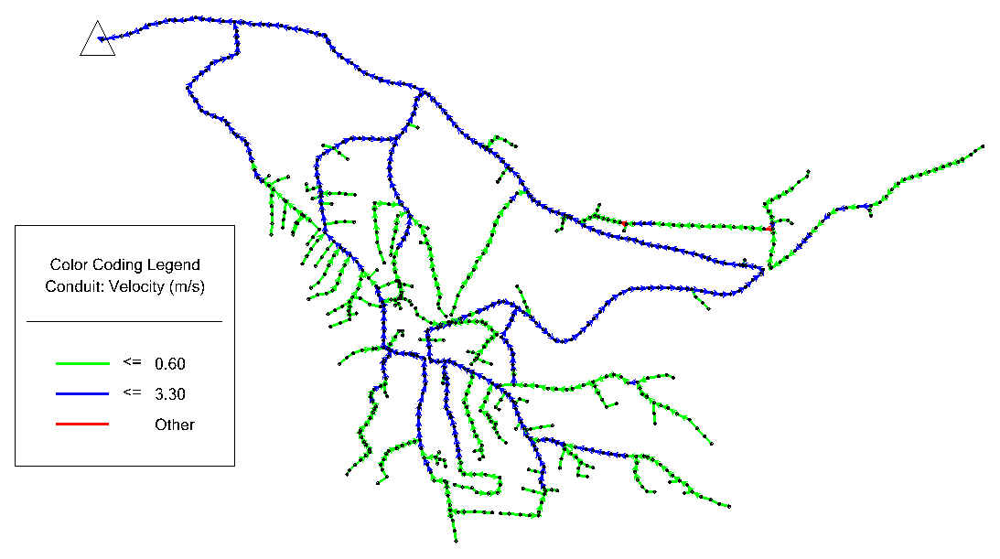 Color Coding Legend
Conduit: Velocity (m/s)
<= 0.60
<= 3.30
Other